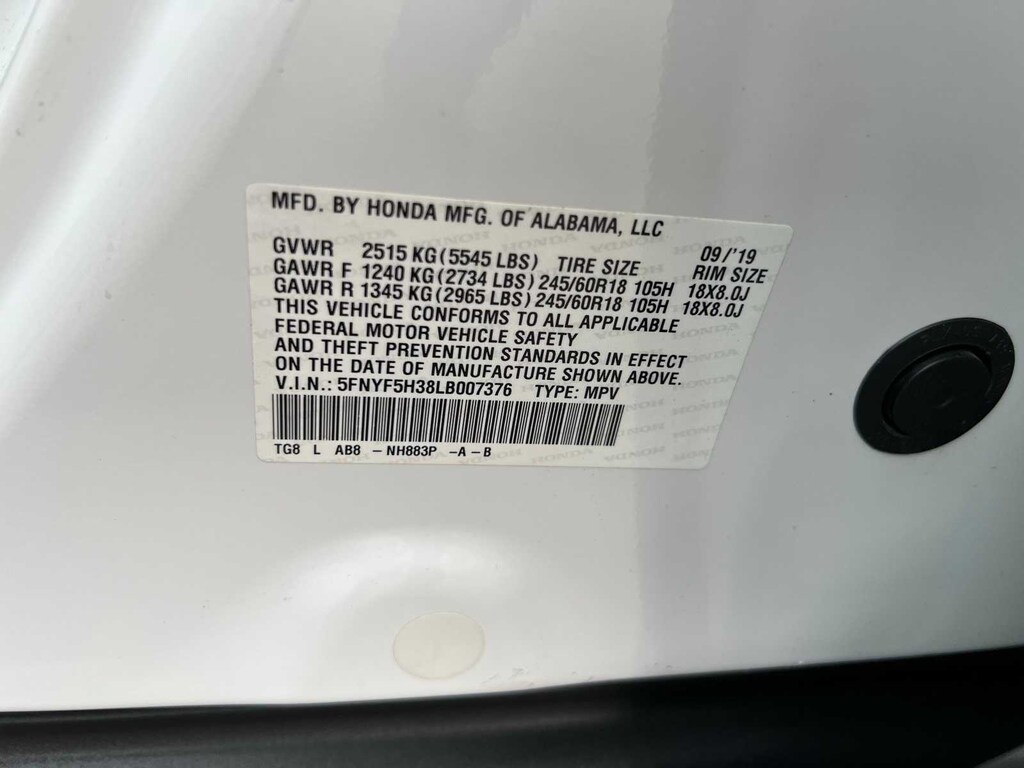 MFD. BY HONDA MFG. OF ALABAMA, LLC
GVWR 2515 KG (5545 LBS) TIRE SIZE 09/'19 RIM SIZE
GAWR F 1240 KG (2734 LBS) 245/60R18 105H 18X8.0J
GAWR R 1345 KG (2965 LBS) 245/60R18 105H 18X8.0J
THIS VEHICLE CONFORMS TO ALL APPLICABLE
FEDERAL MOTOR VEHICLE SAFETY
AND THEFT PREVENTION STANDARDS IN EFFECT
ON THE DATE OF MANUFACTURE SHOWN ABOVE.
V.I.N.: 5FNYF5H38LB007376 TYPE: MPV
TG8 L AB8 - NH883P -A - B